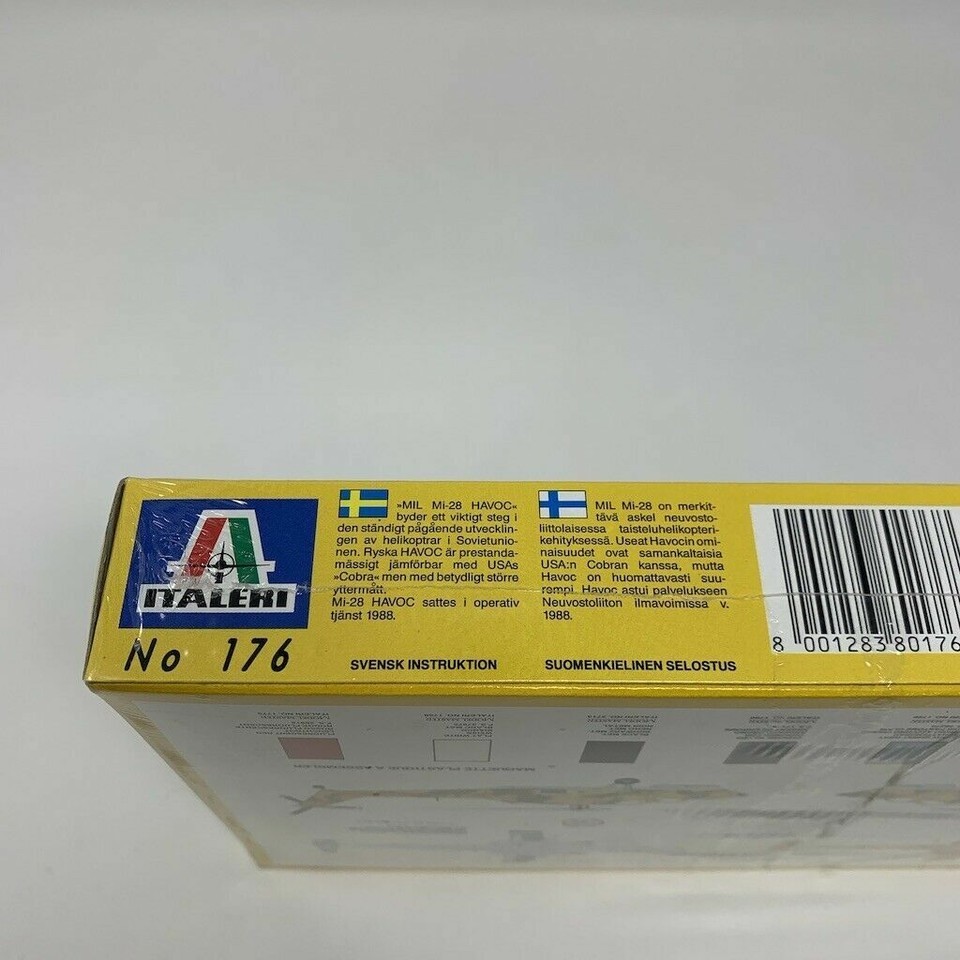 ITALERI
No 176
»MIL Mi-28 HAVOC«
byder ett viktigt steg i
den ständigt pågående utvecklin-
gen av helikoptrar i Sovietunio-
nen. Ryska HAVOC är prestanda-
mässigt jämförbar med USAs
»Cobra« men med betydligt större
yttermått.
Mi-28 HAVOC sattes i operativ
tjänst 1988.
SVENSK INSTRUKTION
MIL Mi-28 on merkit-
tävä askel neuvosto-
liittolaisessa taisteluhelikopteri-
kehityksessä. Useat Havocin omi-
naisuudet ovat samankaltaisia
USA:n Cobran kanssa, mutta
Havoc on huomattavasti suu-
rempi. Havoc astui palvelukseen
Neuvostoliiton ilmavoimissa v.
1988.
SUOMENKIELINEN SELOSTUS
8 001283 80176
MAQUETTE PLASTIQUE A ASSEMBLER